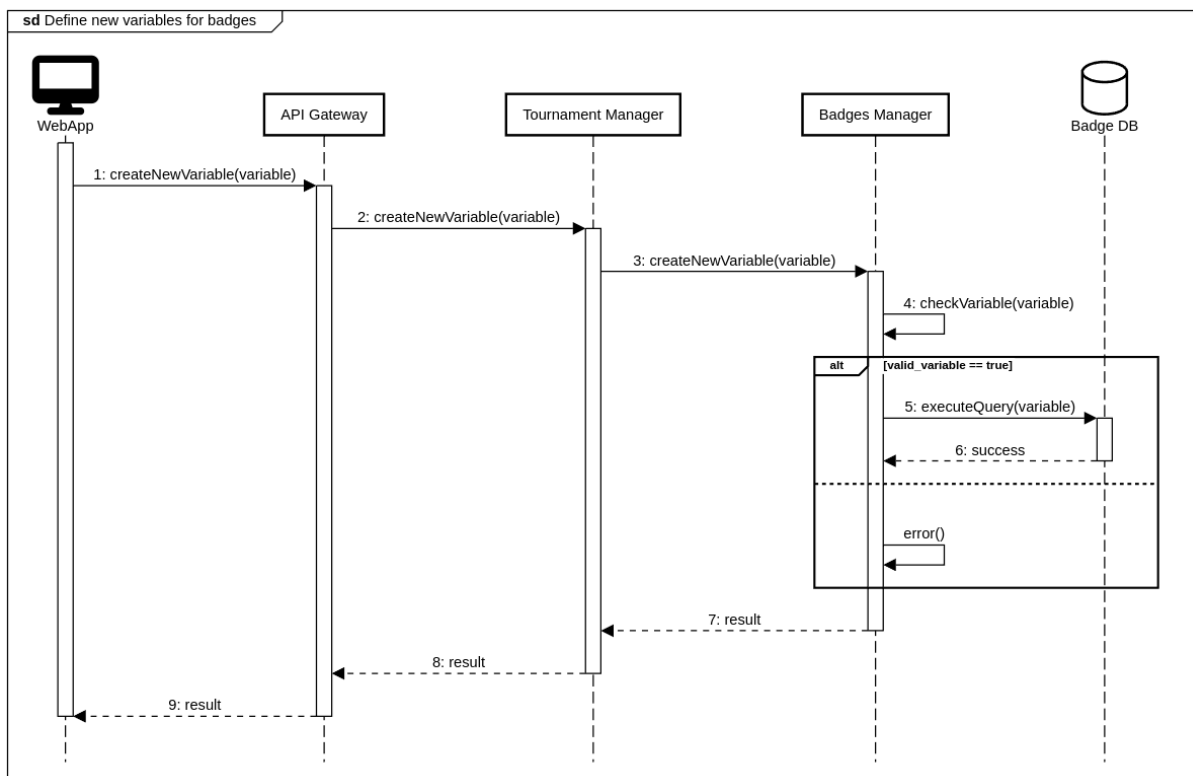 sd Define new variables for badges
WebApp
API Gateway
Tournament Manager
Badges Manager
Badge DB
1: createNewVariable(variable)
2: createNewVariable(variable)
3: createNewVariable(variable)
4: checkVariable(variable)
alt
[valid_variable == true]
5: executeQuery(variable)
6: success
error()
7: result
8: result
9: result